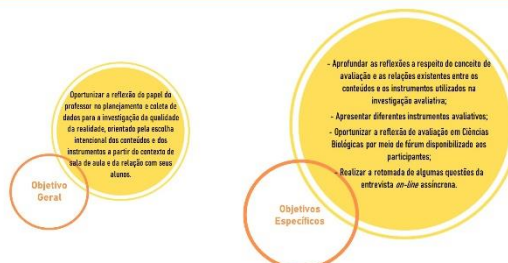 Oportunizar a reflexão do papel do
professor no planejamento e coleta de
dados para a investigação da qualidade
da realidade, orientado pela escolha
intencional dos conteúdos e dos
instrumentos a partir do contexto de
sala de aula e da relação com seus
alunos.
Objetivo
Geral
- Aprofundar as reflexões a respeito do conceito de
avaliação e as relações existentes entre os
conteúdos e os instrumentos utilizados na
investigação avaliativa;
- Apresentar diferentes instrumentos avaliativos;
- Oportunizar a reflexão de avaliação em Ciências
Biológicas por meio de fórum disponibilizado aos
participantes;
- Realizar a rotomada de algumas questões da
entrevista on-line assíncrona.
Objetivos
Específicos